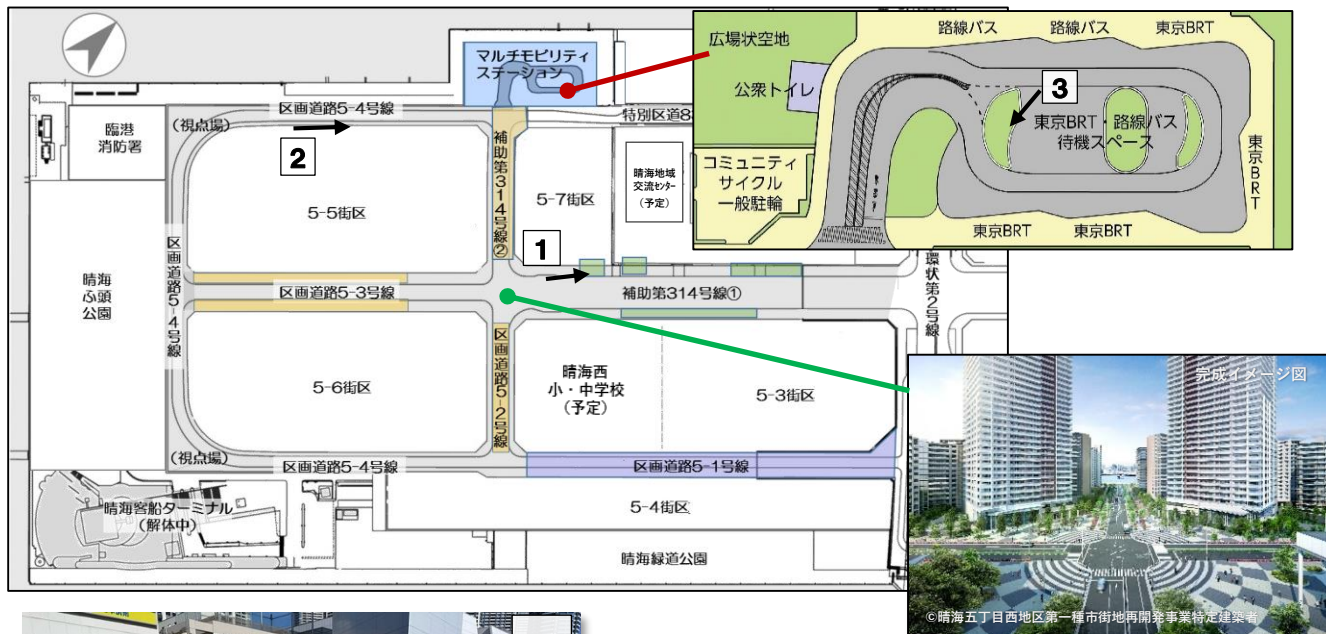 マルチモビリティ
ステーション
区画道路5-4号線
特別区道8
(視点場)
臨港
消防署
2
補助第314号線②
5-5街区
5-7街区
晴海地域
交流センター
(予定)
1
区画道路5-4号線
晴海
ふ頭
公園
区画道路5-3号線
補助第314号線①
環状第2号線
5-6街区
区画道路5-2号線
晴海西
小・中学校
(予定)
5-3街区
(視点場)
区画道路5-4号線
区画道路5-1号線
晴海客船ターミナル
(解体中)
5-4街区
晴海緑道公園
路線バス
路線バス
東京BRT
広場状空地
公衆トイレ
3
東京BRT・路線バス
待機スペース
コミュニティ
サイクル
一般駐輪
東京BRT
東京BRT
東京BRT
完成イメージ図
©晴海五丁目西地区第一種市街地再開発事業特定建築者